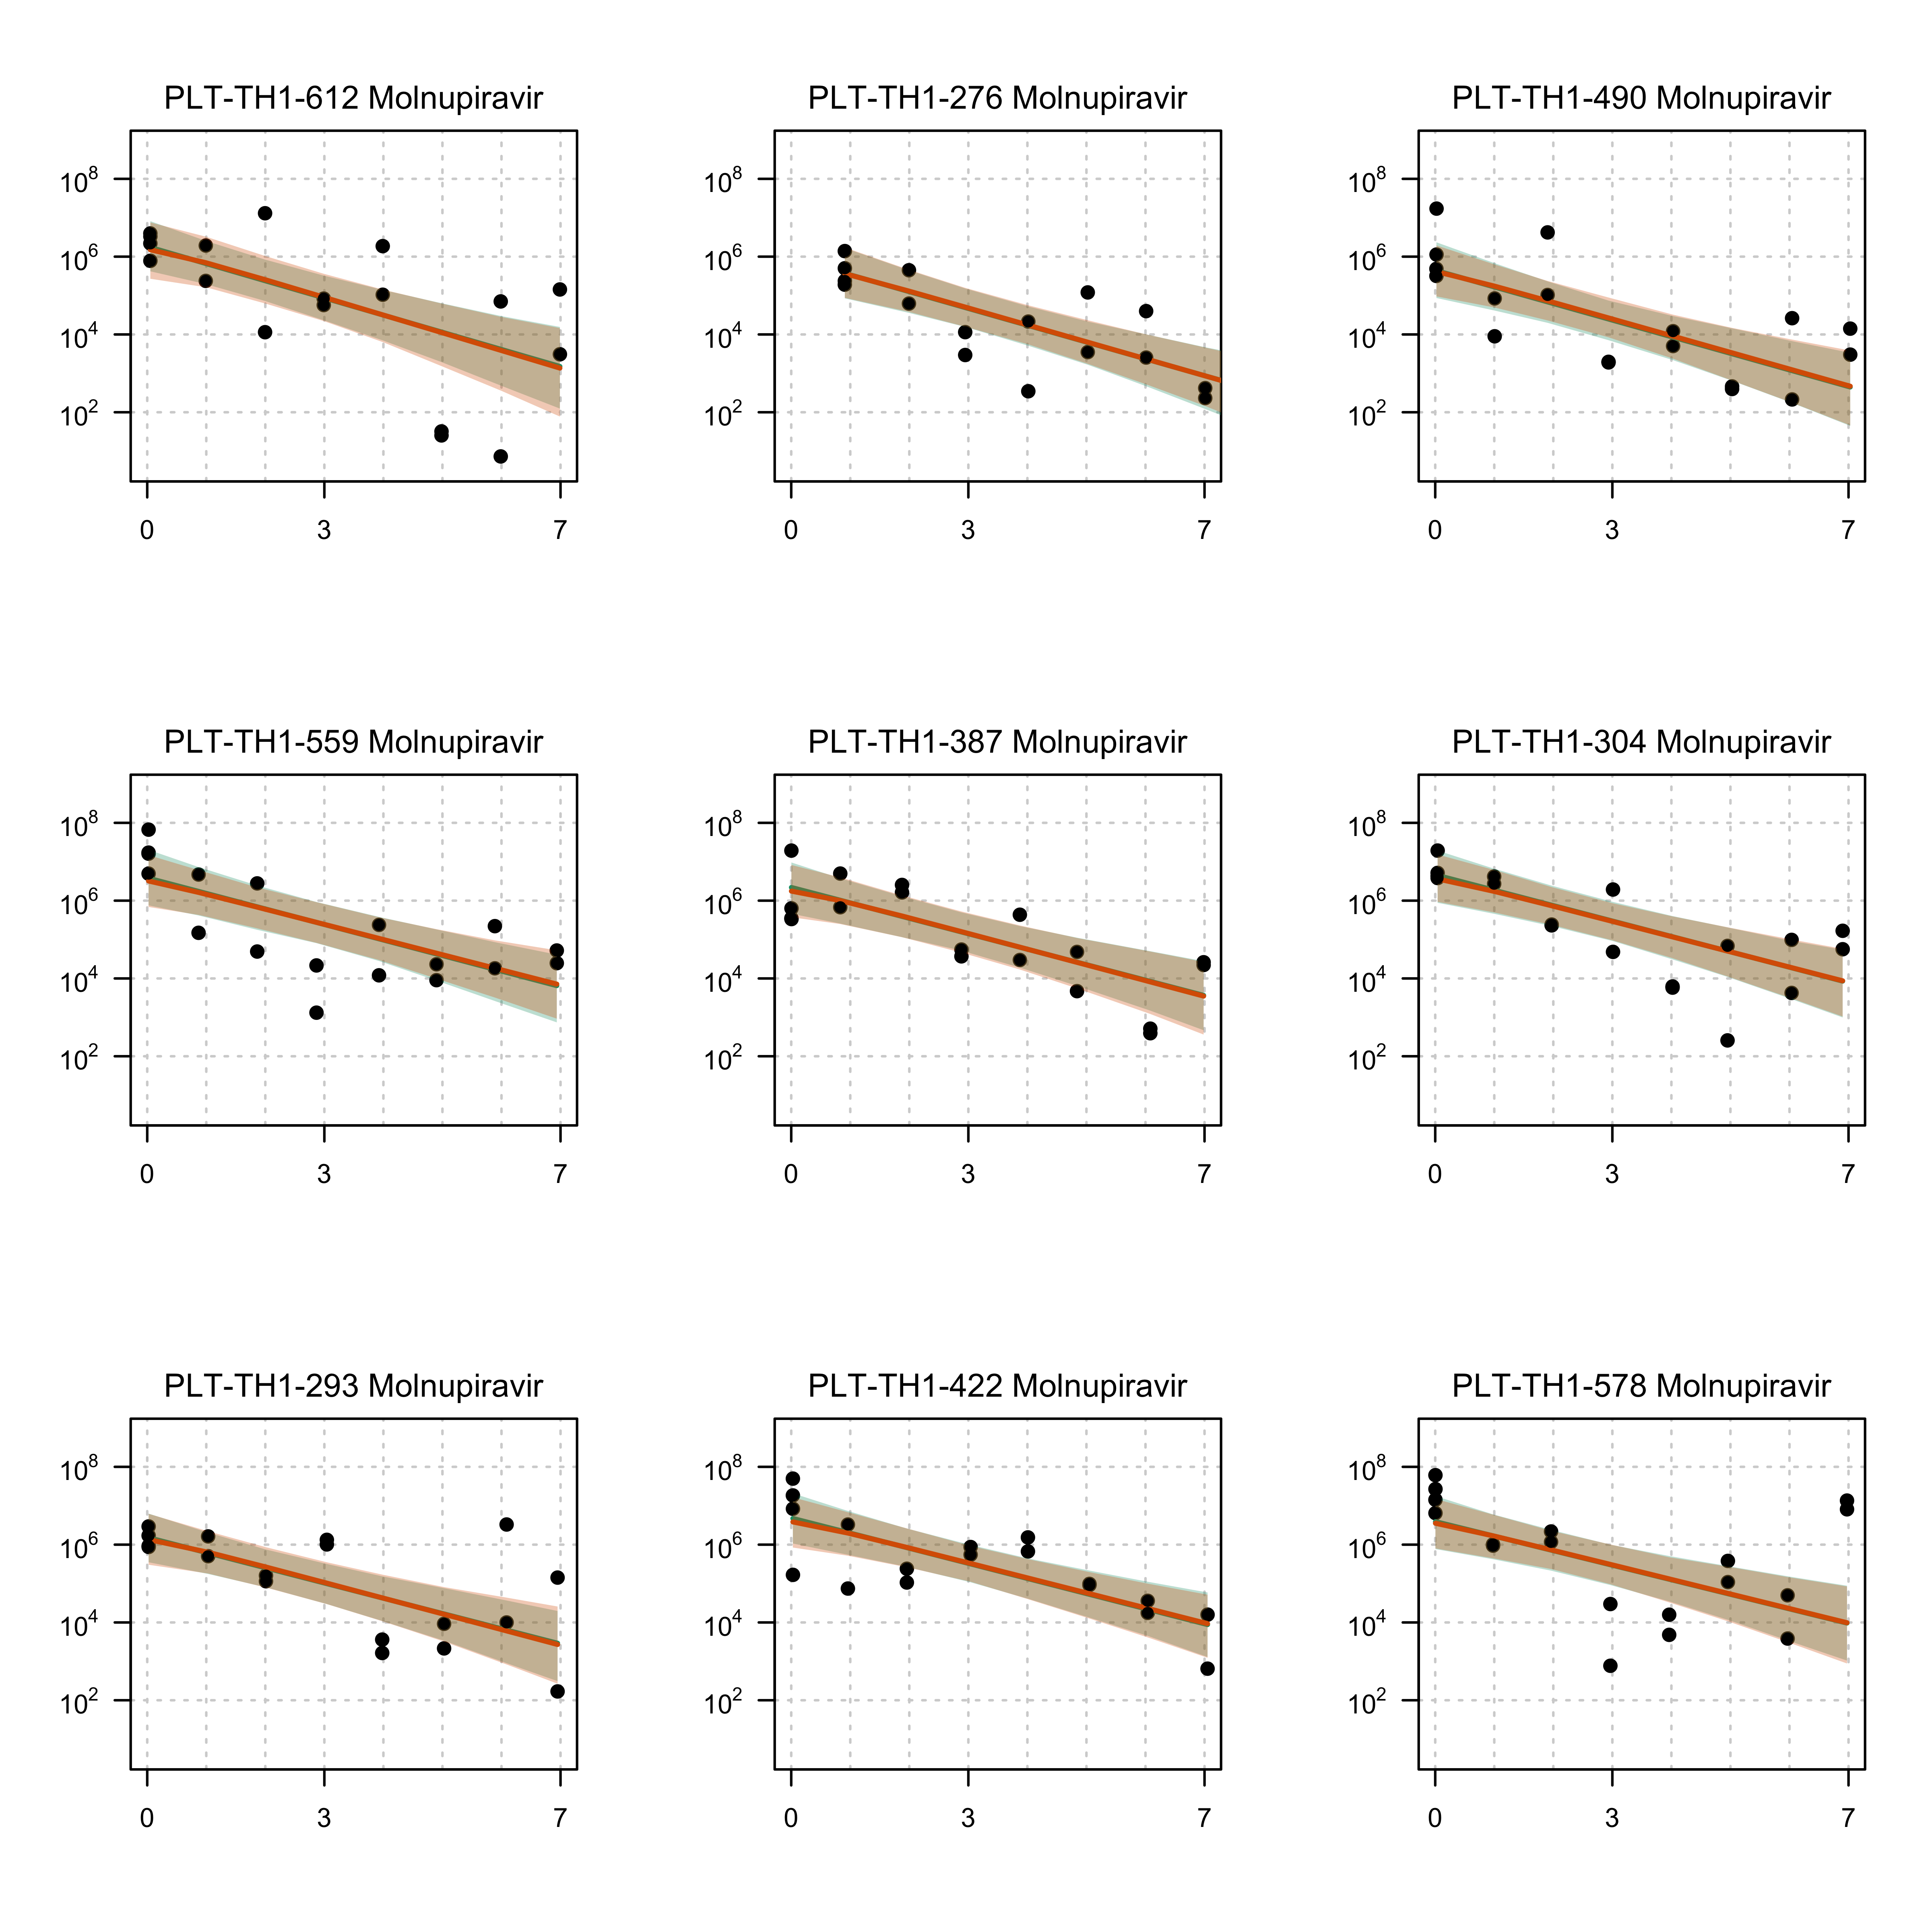 PLT-TH1-612 Molnupiravir
10^8
10^6
10^4
10^2
0 3 7
PLT-TH1-276 Molnupiravir
10^8
10^6
10^4
10^2
0 3 7
PLT-TH1-490 Molnupiravir
10^8
10^6
10^4
10^2
0 3 7
PLT-TH1-559 Molnupiravir
10^8
10^6
10^4
10^2
0 3 7
PLT-TH1-387 Molnupiravir
10^8
10^6
10^4
10^2
0 3 7
PLT-TH1-304 Molnupiravir
10^8
10^6
10^4
10^2
0 3 7
PLT-TH1-293 Molnupiravir
10^8
10^6
10^4
10^2
0 3 7
PLT-TH1-422 Molnupiravir
10^8
10^6
10^4
10^2
0 3 7
PLT-TH1-578 Molnupiravir
10^8
10^6
10^4
10^2
0 3 7